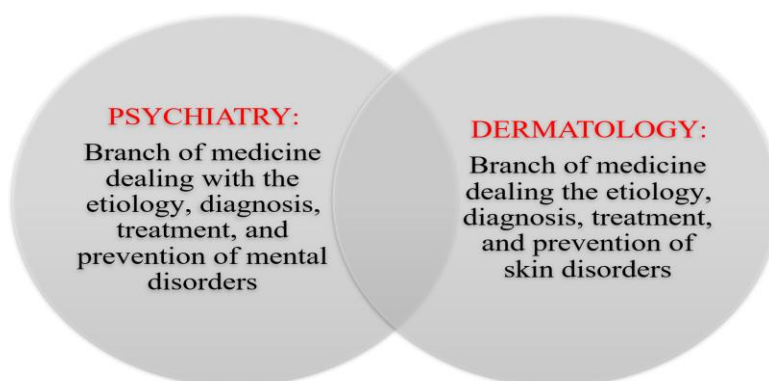 PSYCHIATRY:
Branch of medicine
dealing with the
etiology, diagnosis,
treatment, and
prevention of mental
disorders
DERMATOLOGY:
Branch of medicine
dealing the etiology,
diagnosis, treatment,
and prevention of
skin disorders